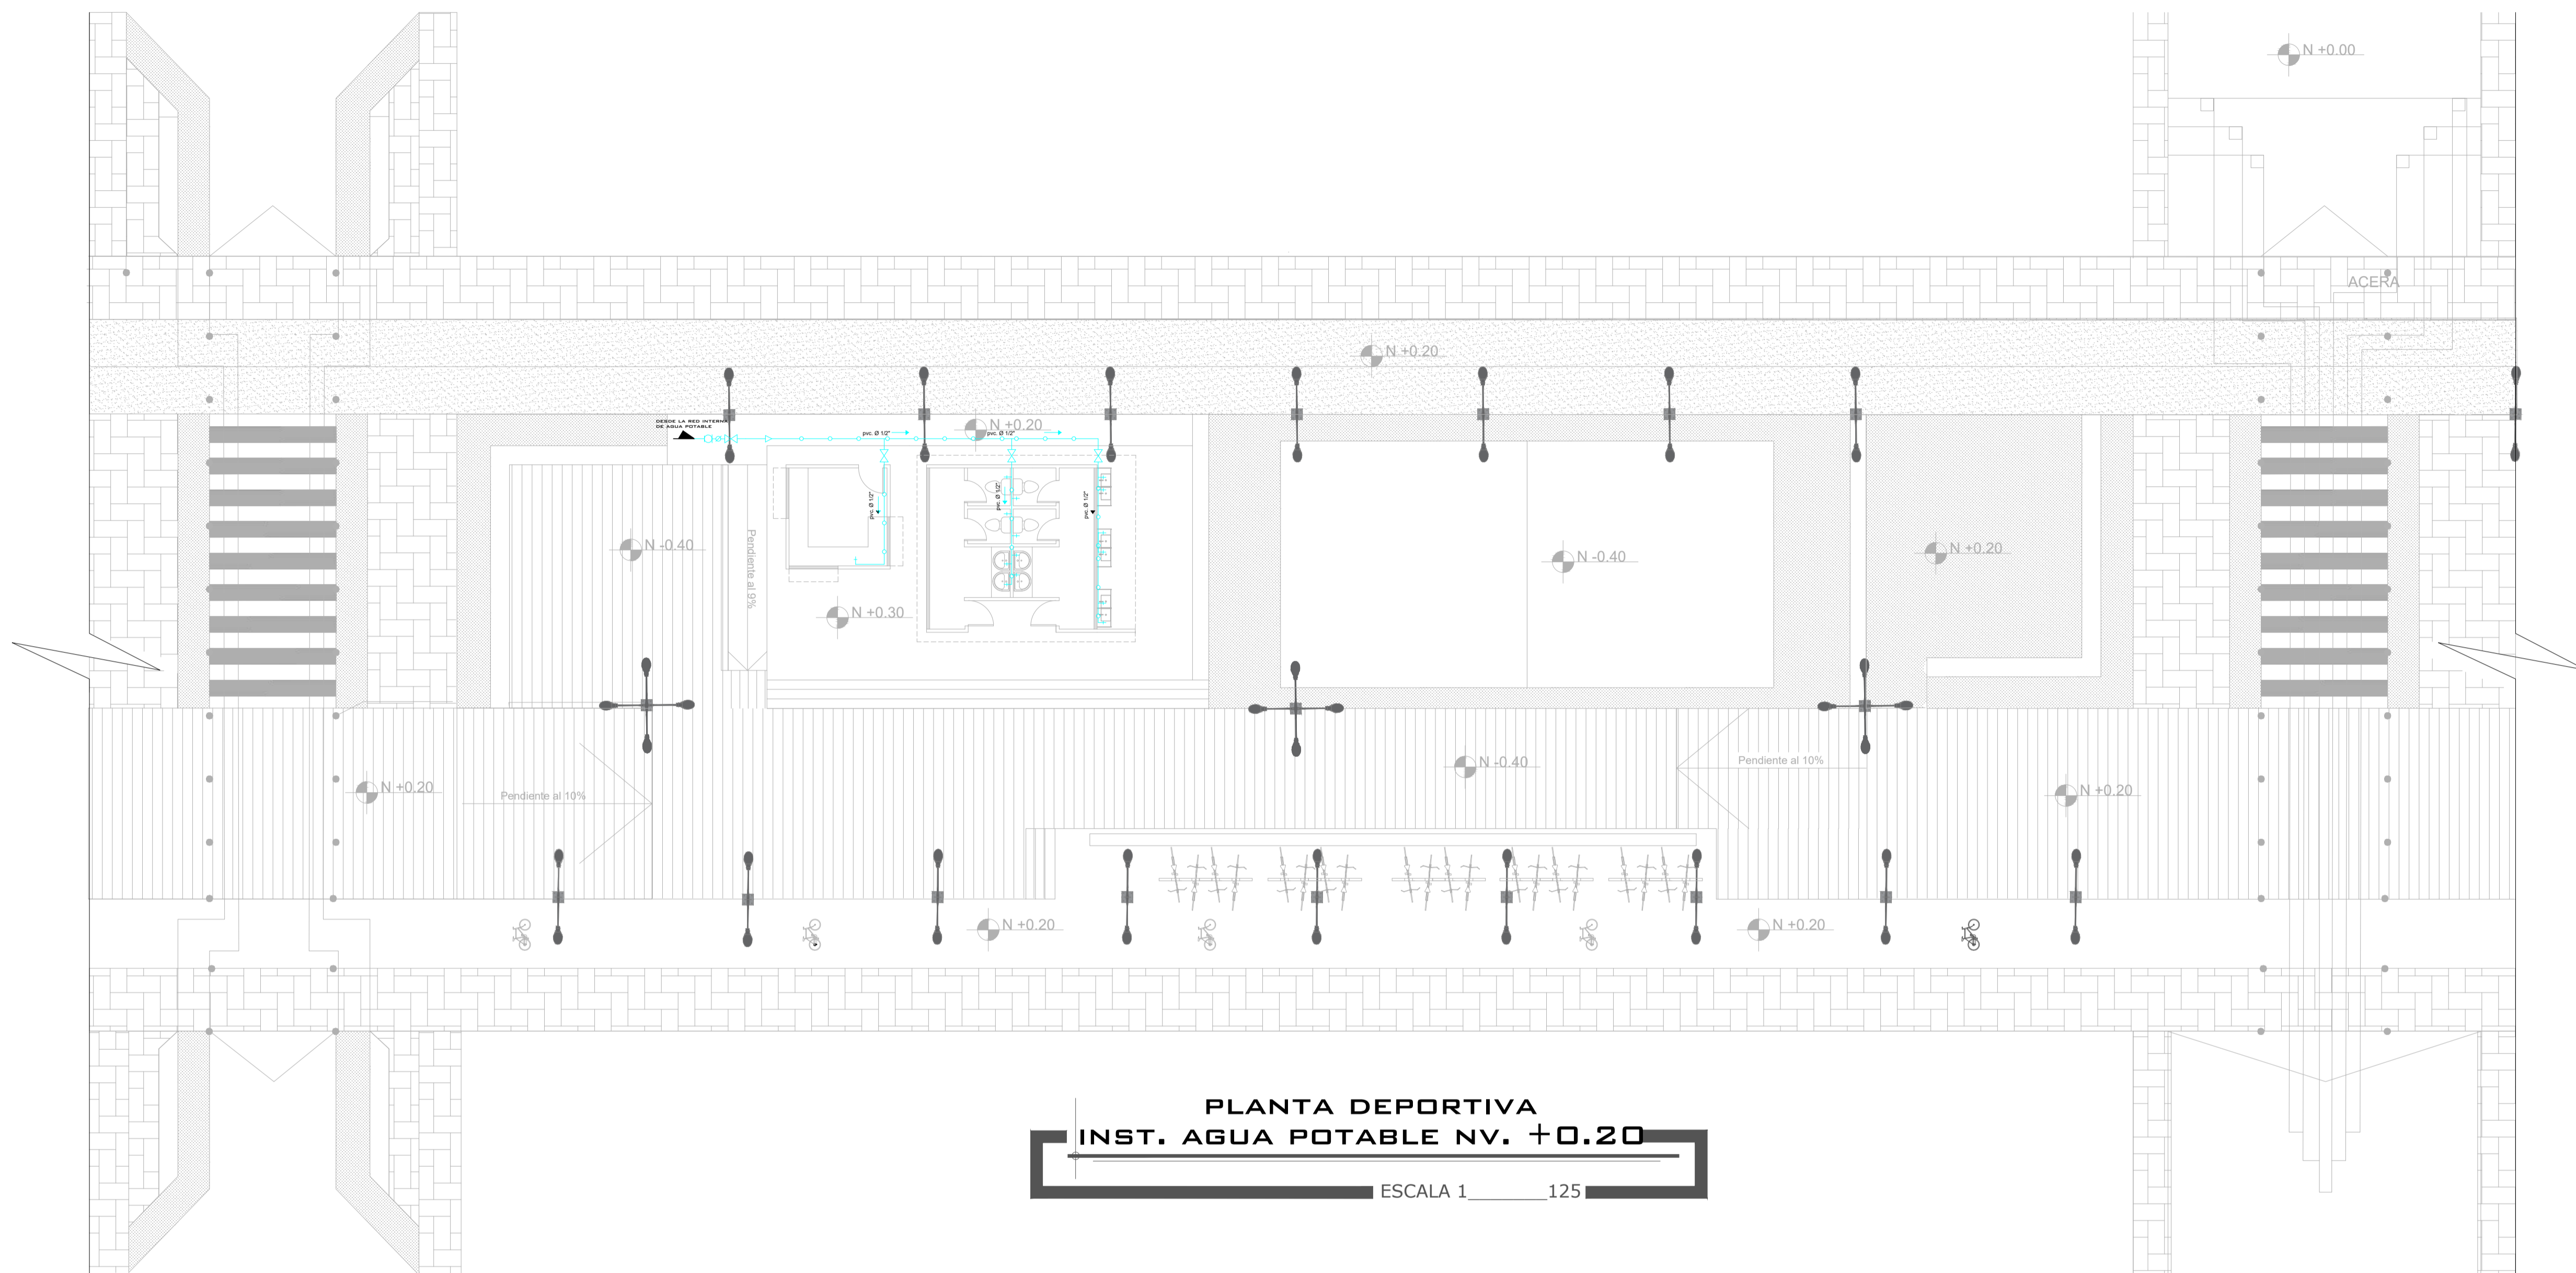 N +0.00
ACERA
N +0.20
DESDE LA RED INTERNA
DE AGUA POTABLE
pvc. Ø 1/2"
pvc. Ø 1/2"
N +0.20
pvc. Ø 1/2"
pvc. Ø 1/2"
pvc. Ø 1/2"
N -0.40
Pendiente al 9%
N +0.30
N -0.40
N +0.20
N +0.20
Pendiente al 10%
N -0.40
Pendiente al 10%
N +0.20
N +0.20
N +0.20
PLANTA DEPORTIVA
INST. AGUA POTABLE NV. +0.20
ESCALA 1________125